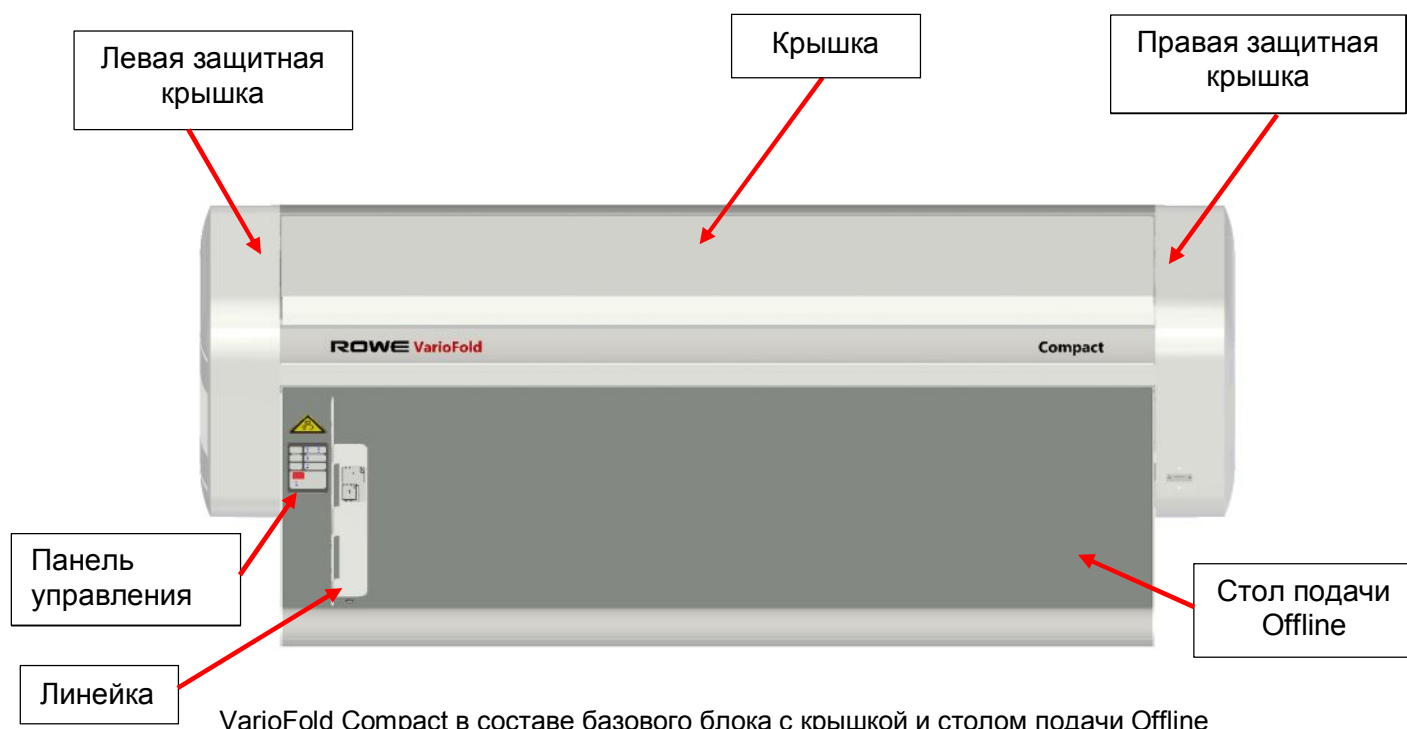 Левая защитная
крышка
Крышка
Правая защитная
крышка
ROWE VarioFold
Compact
Панель
управления
Стол подачи
Offline
Линейка
VarioFold Compact в составе базового блока с крышкой и столом подачи Offline